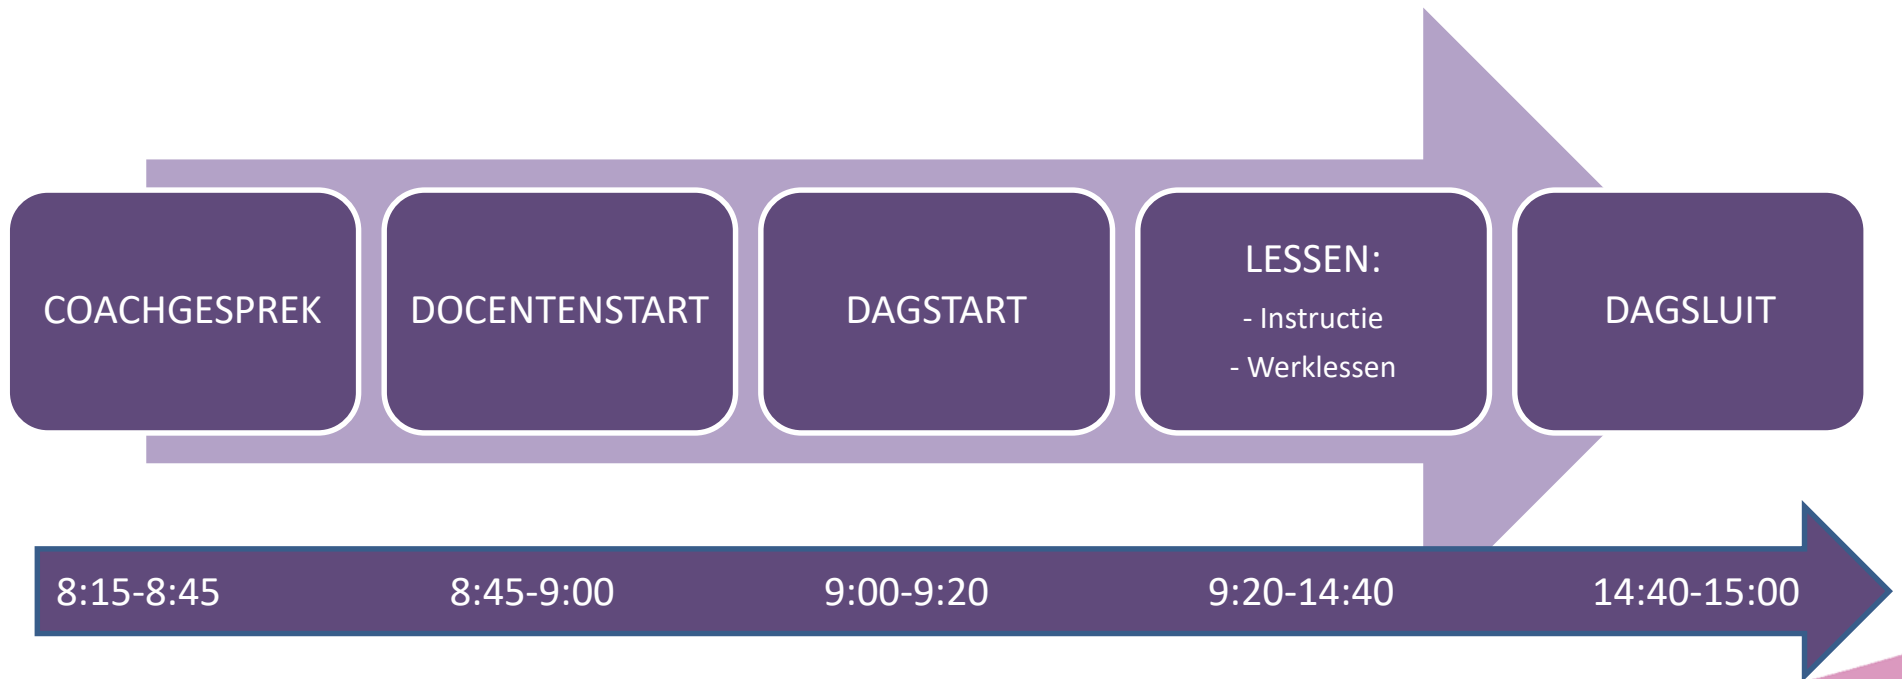 COACHGESPREK
DOCENTENSTART
DAGSTART
LESSEN:
- Instructie
- Werklessen
DAGSLUIT
8:15-8:45
8:45-9:00
9:00-9:20
9:20-14:40
14:40-15:00